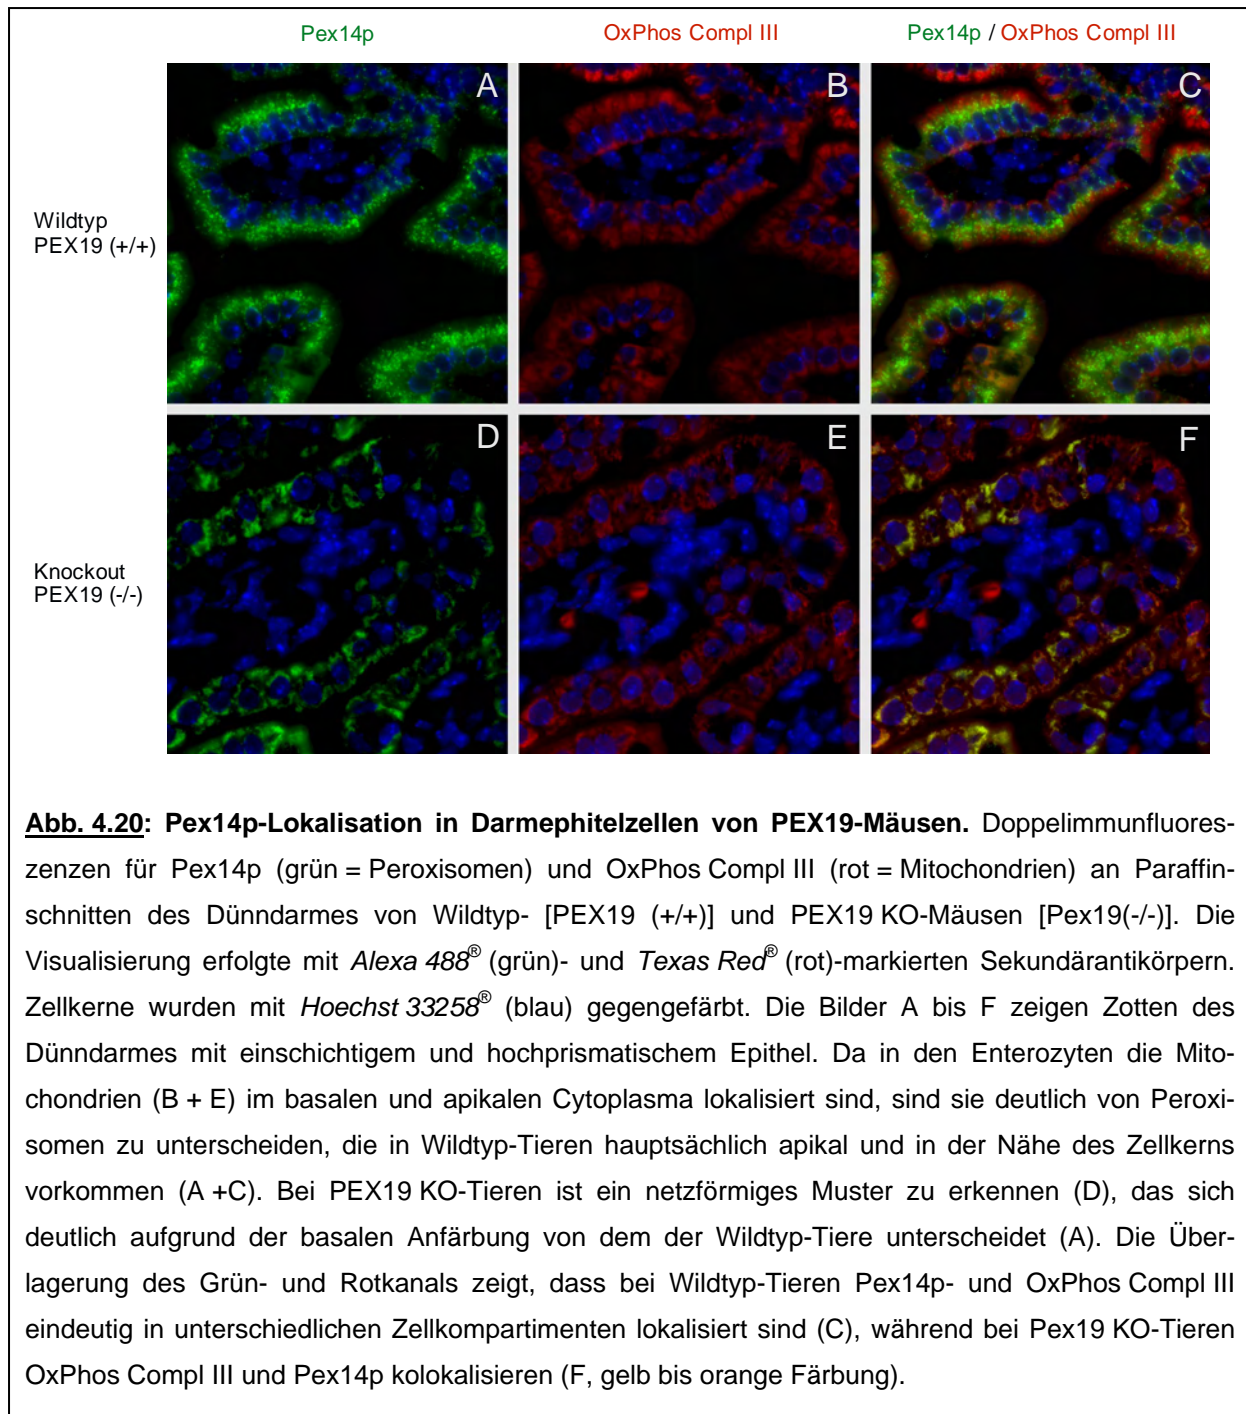 Pex14p OxPhos Compl III Pex14p / OxPhos Compl III
A B C
Wildtyp
PEX19 (+/+)
D E F
Knockout
PEX19 (-/-)
Abb. 4.20: Pex14p-Lokalisation in Darmephitelzellen von PEX19-Mäusen. Doppelimmunfluores-
zenzen für Pex14p (grün = Peroxisomen) und OxPhos Compl III (rot = Mitochondrien) an Paraffin-
schnitten des Dünndarmes von Wildtyp- [PEX19 (+/+)] und PEX19 KO-Mäusen [Pex19(-/-)]. Die
Visualisierung erfolgte mit Alexa 488® (grün)- und Texas Red® (rot)-markierten Sekundärantikörpern.
Zellkerne wurden mit Hoechst 33258® (blau) gegengefärbt. Die Bilder A bis F zeigen Zotten des
Dünndarmes mit einschichtigem und hochprismatischem Epithel. Da in den Enterozyten die Mito-
chondrien (B + E) im basalen und apikalen Cytoplasma lokalisiert sind, sind sie deutlich von Peroxi-
somen zu unterscheiden, die in Wildtyp-Tieren hauptsächlich apikal und in der Nähe des Zellkerns
vorkommen (A +C). Bei PEX19 KO-Tieren ist ein netzförmiges Muster zu erkennen (D), das sich
deutlich aufgrund der basalen Anfärbung von dem der Wildtyp-Tiere unterscheidet (A). Die Über-
lagerung des Grün- und Rotkanals zeigt, dass bei Wildtyp-Tieren Pex14p- und OxPhos Compl III
eindeutig in unterschiedlichen Zellkompartimenten lokalisiert sind (C), während bei Pex19 KO-Tieren
OxPhos Compl III und Pex14p kolokalisieren (F, gelb bis orange Färbung).